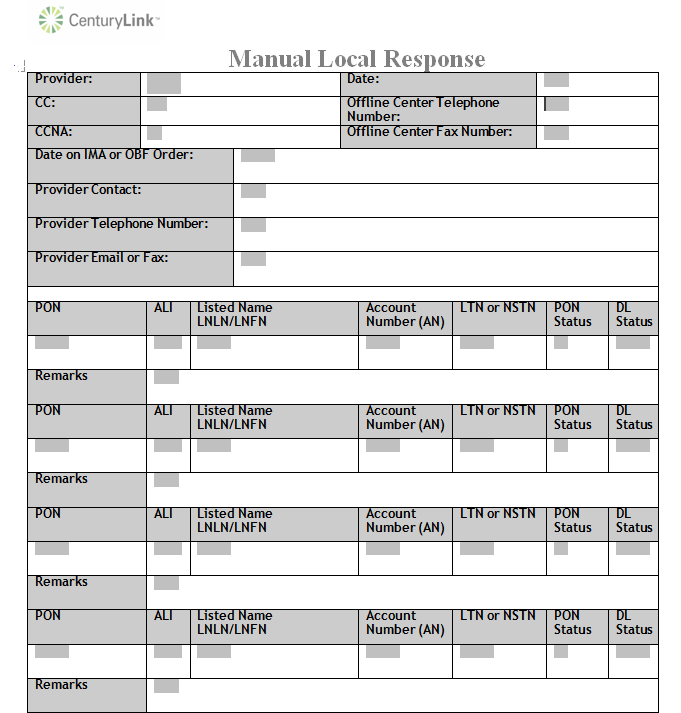 CenturyLink™
Manual Local Response
Provider: Date:
CC: Offline Center Telephone
Number:
CCNA: Offline Center Fax Number:
Date on IMA or OBF Order:
Provider Contact:
Provider Telephone Number:
Provider Email or Fax:
PON ALI Listed Name Account LTN or NSTN PON DL
LNLN/LNFN Number (AN) Status Status
Remarks
PON ALI Listed Name Account LTN or NSTN PON DL
LNLN/LNFN Number (AN) Status Status
Remarks
PON ALI Listed Name Account LTN or NSTN PON DL
LNLN/LNFN Number (AN) Status Status
Remarks
PON ALI Listed Name Account LTN or NSTN PON DL
LNLN/LNFN Number (AN) Status Status
Remarks